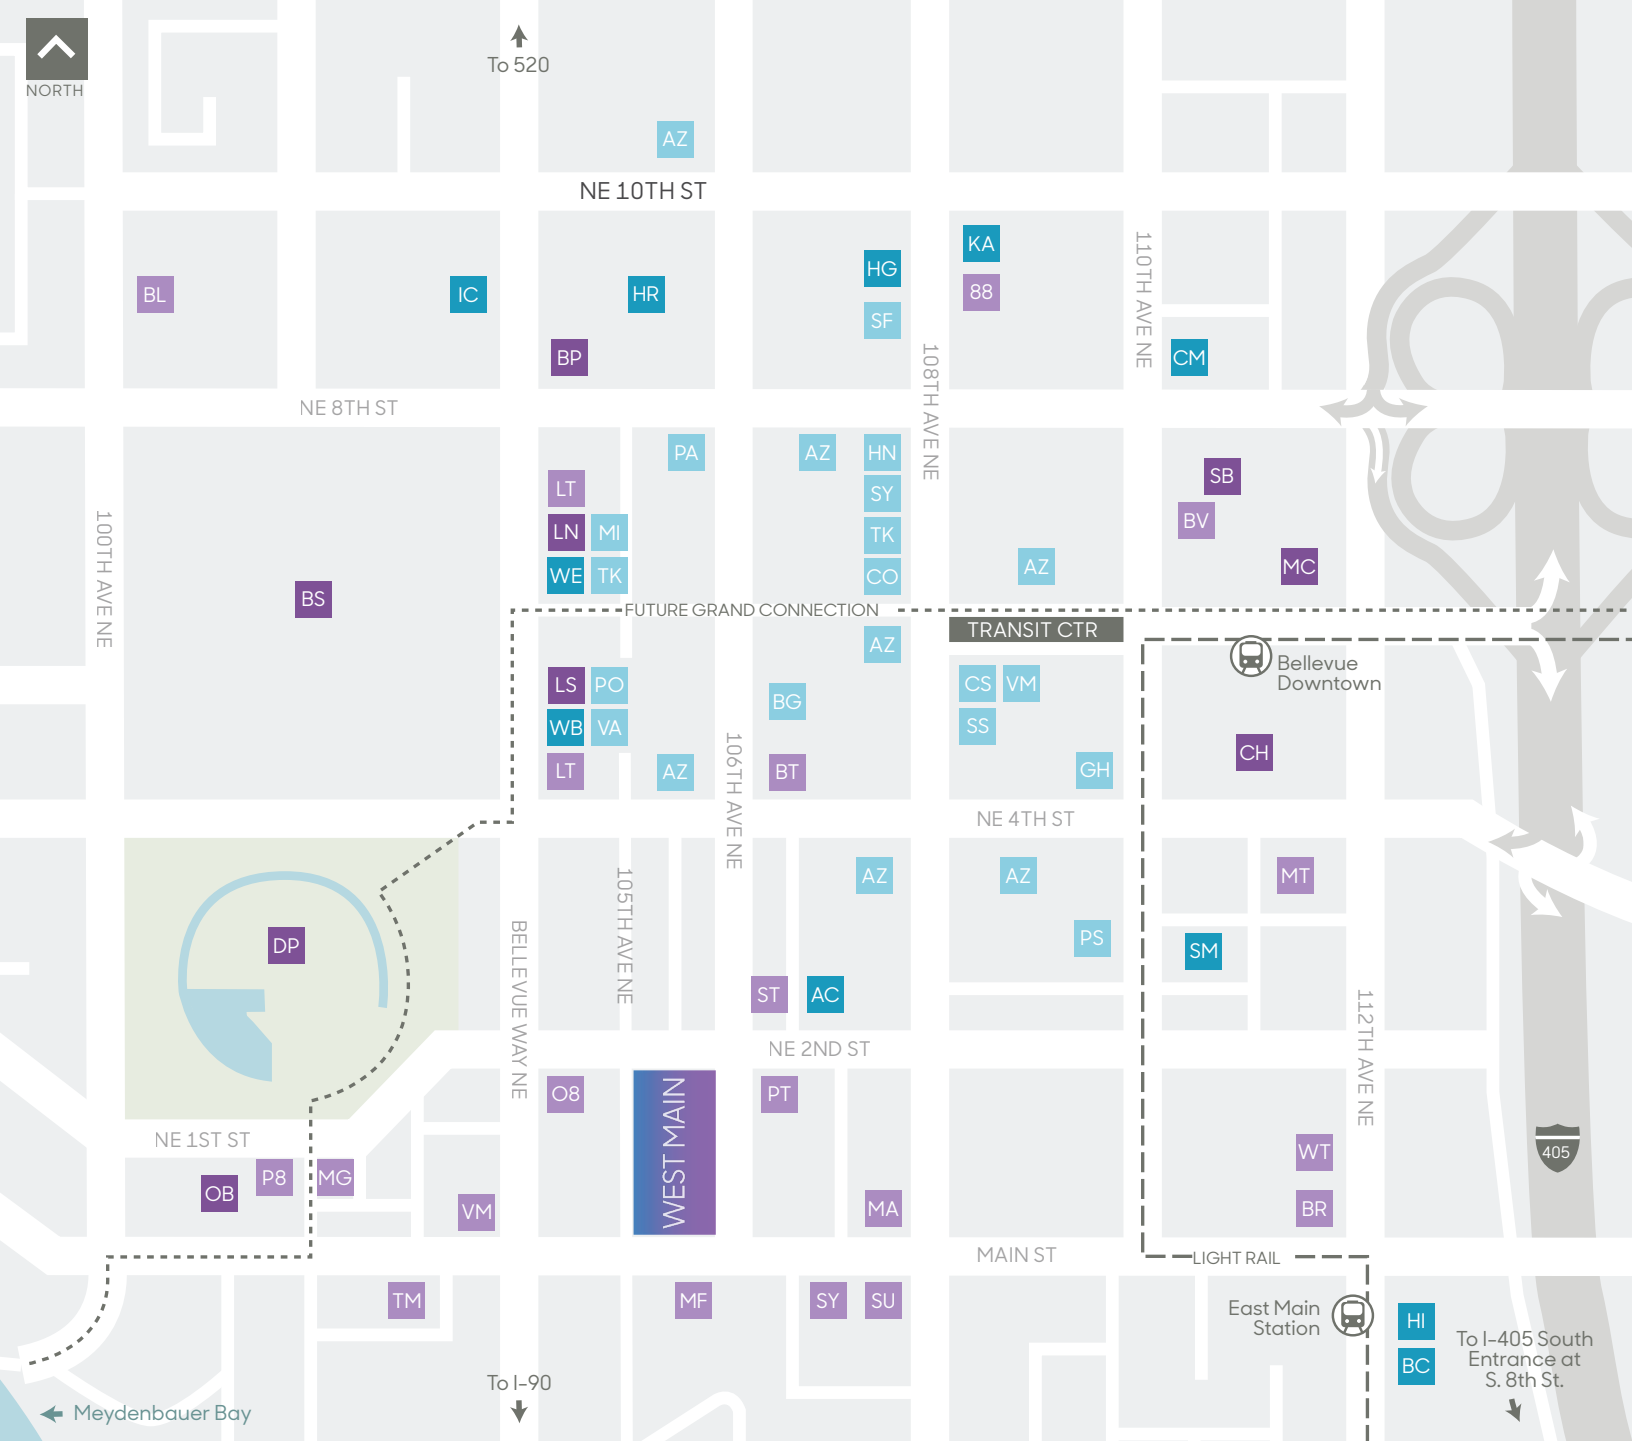 To 520
NORTH
AZ
NE 10TH ST
KA
110TH AVE NE
HG
88
BL
IC
HR
SF
BP
CM
108TH AVE NE
NE 8TH ST
PA
AZ
HN
SB
LT
SY
BV
100TH AVE NE
LN
MI
TK
WE
TK
CO
AZ
MC
BS
FUTURE GRAND CONNECTION
TRANSIT CTR
AZ
Bellevue
Downtown
LS
PO
CS
VM
BG
WB
VA
SS
106TH AVE NE
CH
LT
AZ
BT
GH
NE 4TH ST
105TH AVE NE
AZ
AZ
MT
BELLEVUE WAY NE
DP
PS
SM
ST
AC
112TH AVE NE
NE 2ND ST
O8
WEST MAIN
PT
NE 1ST ST
405
WT
P8
MG
OB
VM
MA
BR
MAIN ST
LIGHT RAIL
TM
MF
SY
SU
East Main
Station
HI
BC
To I-405 South
Entrance at
S. 8th St.
To I-90
Meydenbauer Bay